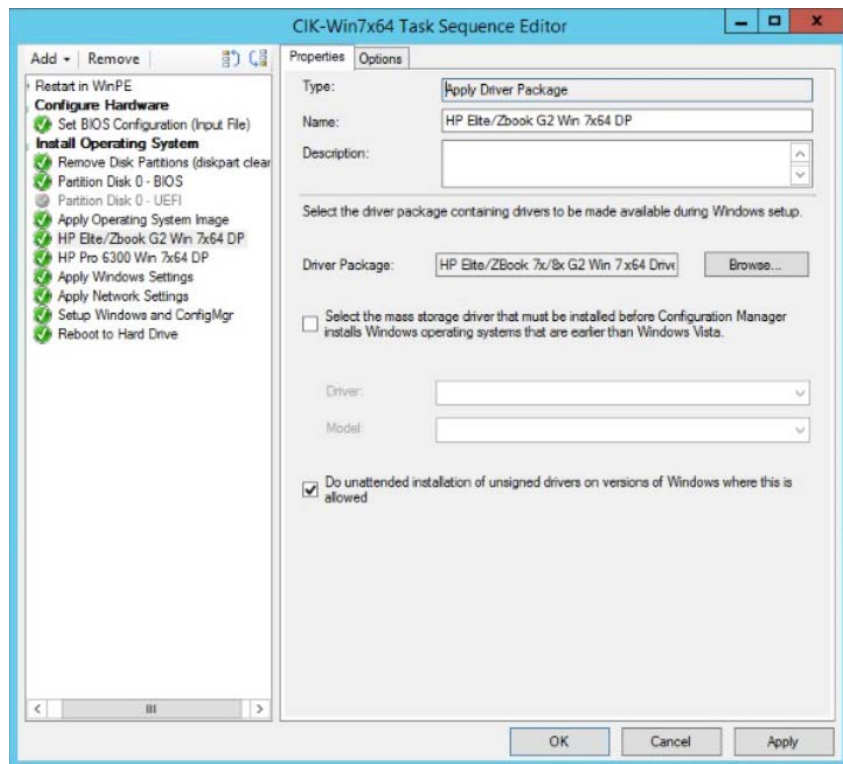 CIK-Win7x64 Task Sequence Editor
Add
Remove
Restart in WinPE
Configure Hardware
Set BIOS Configuration (Input File)
Install Operating System
Remove Disk Partitions (diskpart clear
Partition Disk 0 - BIOS
Partition Disk 0 - UEFI
Apply Operating System Image
HP Elite/Zbook G2 Win 7x64 DP
HP Pro 6300 Win 7x64 DP
Apply Windows Settings
Apply Network Settings
Setup Windows and ConfigMgr
Reboot to Hard Drive
Properties
Options
Type:
Apply Driver Package
Name:
HP Elite/Zbook G2 Win 7x64 DP
Description:
Select the driver package containing drivers to be made available during Windows setup.
Driver Package:
HP Elite/ZBook 7x/8x G2 Win 7 x64 Drive
Browse...
Select the mass storage driver that must be installed before Configuration Manager
installs Windows operating systems that are earlier than Windows Vista.
Driver:
Model:
Do unattended installation of unsigned drivers on versions of Windows where this is
allowed
OK
Cancel
Apply